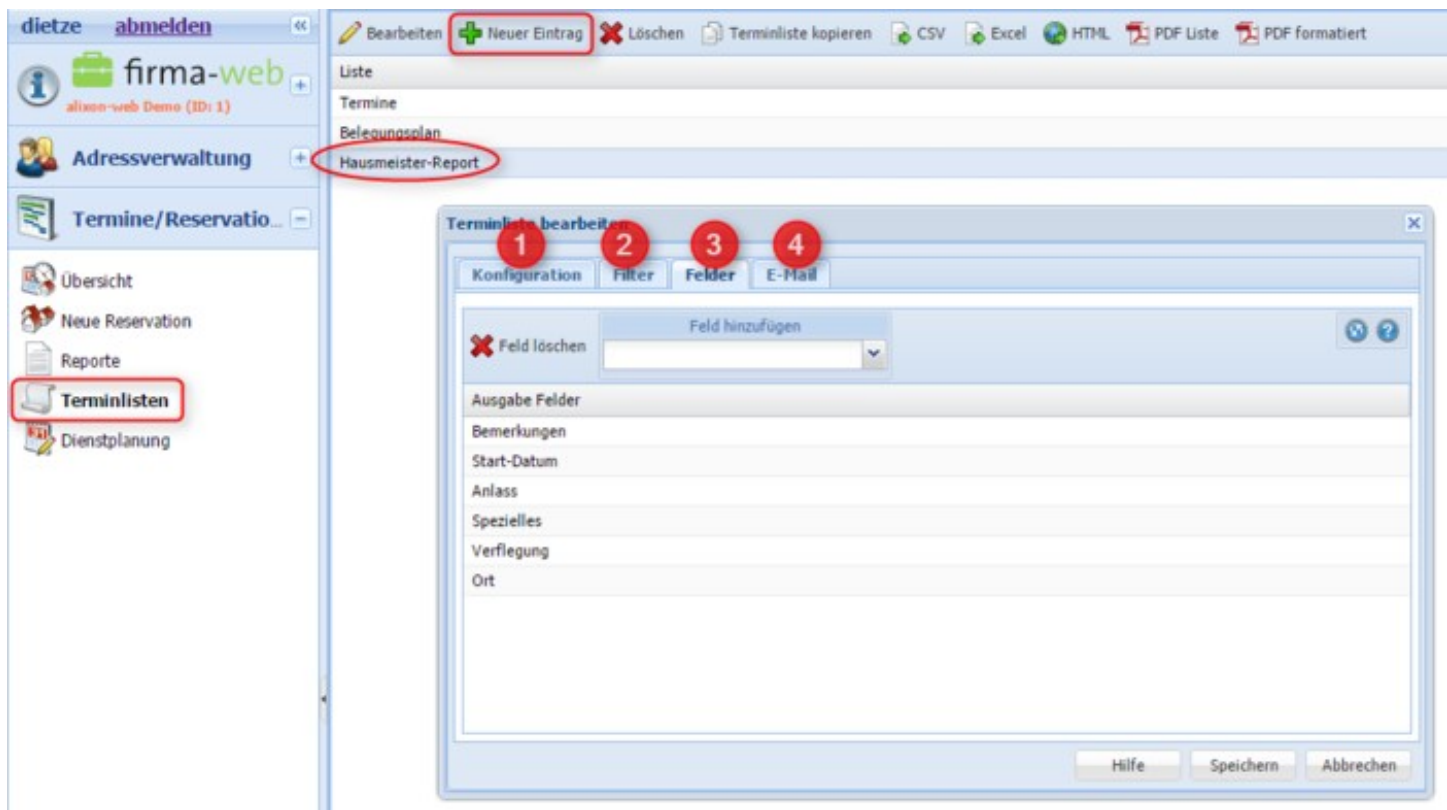 dietze abmelden
firma-web
alixon-web Demo (ID: 1)
Adressverwaltung
Termine/Reservatio...
Übersicht
Neue Reservation
Reporte
Terminlisten
Dienstplanung
Bearbeiten Neuer Eintrag Löschen Terminliste kopieren CSV Excel HTML PDF Liste PDF formatiert
Liste
Termine
Belegungsplan
Hausmeister-Report
Terminliste bearbeiten
1 2 3 4
Konfiguration Filter Felder E-Mail
Feld hinzufügen
Feld löschen
Ausgabe Felder
Bemerkungen
Start-Datum
Anlass
Spezielles
Verflegung
Ort
Hilfe Speichern Abbrechen